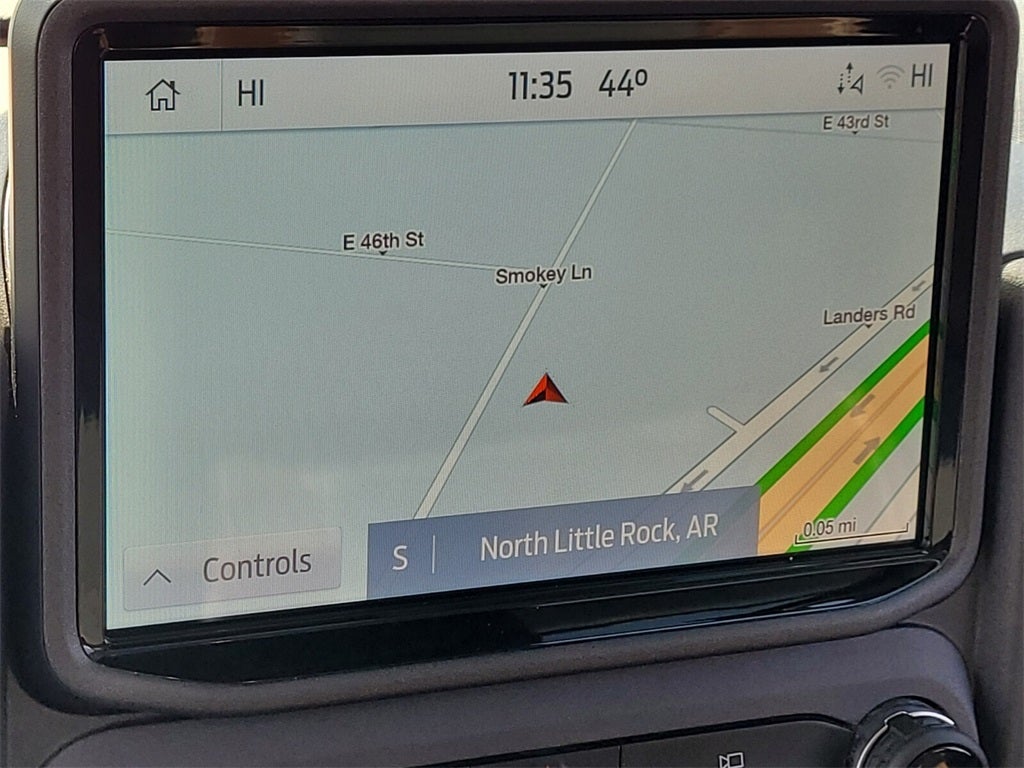 HI 11:35 44° HI
E 43rd St
E 46th St
Smokey Ln
Landers Rd
0.05 mi
Controls S North Little Rock, AR